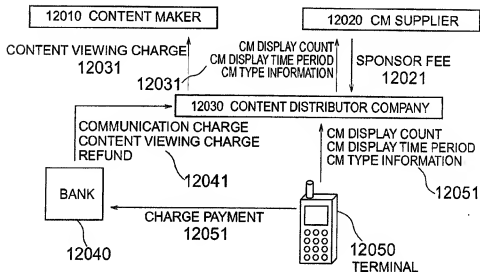 12010 CONTENT MAKER
12020 CM SUPPLIER
CONTENT VIEWING CHARGE
12031
12031
CM DISPLAY COUNT
CM DISPLAY TIME PERIOD
CM TYPE INFORMATION
SPONSOR FEE
12021
12030 CONTENT DISTRIBUTOR COMPANY
COMMUNICATION CHARGE
CONTENT VIEWING CHARGE
REFUND
12041
CM DISPLAY COUNT
CM DISPLAY TIME PERIOD
CM TYPE INFORMATION
12051
BANK
12040
CHARGE PAYMENT
12051
12050
TERMINAL